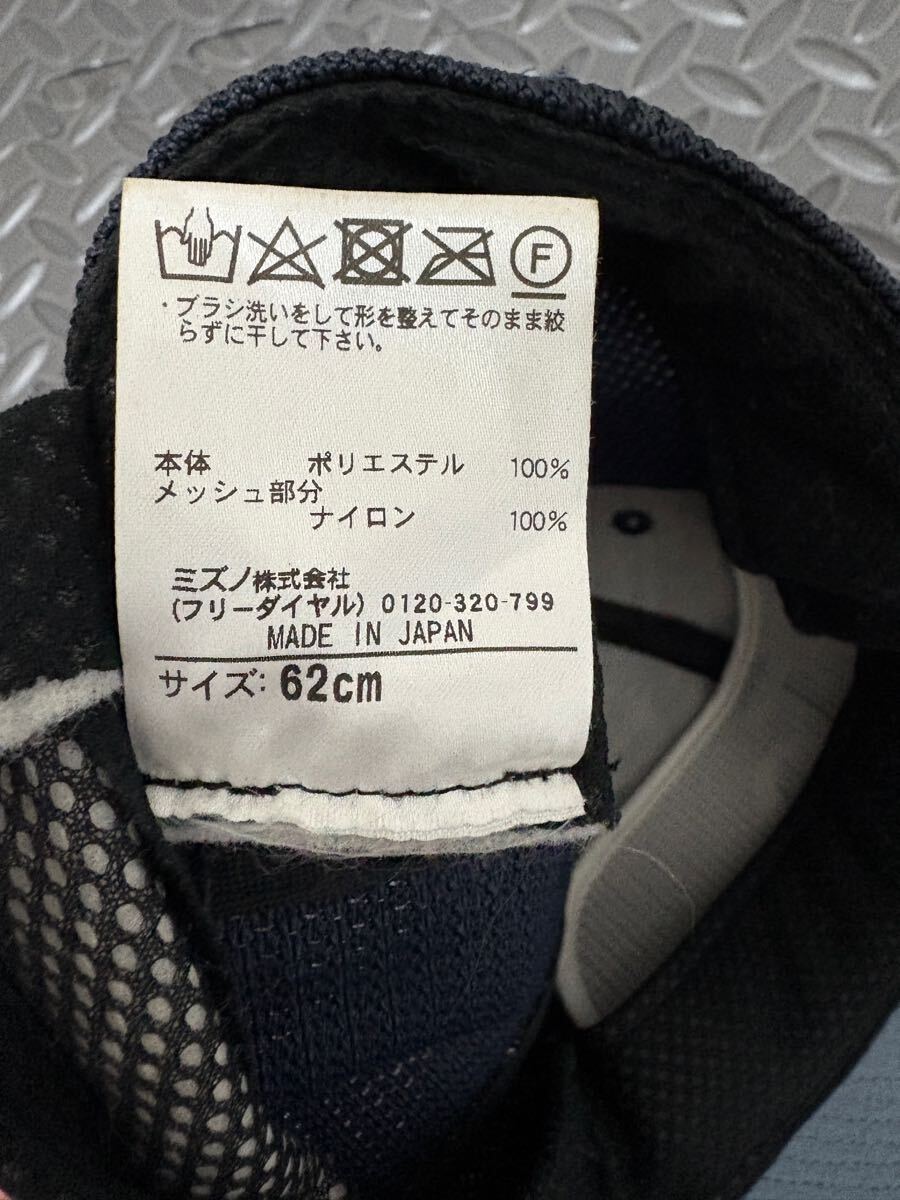 F
・ブラシ洗いをして形を整えてそのまま絞
らずに干して下さい。
本体 ポリエステル 100%
メッシュ部分
ナイロン 100%
ミズノ株式会社
(フリーダイヤル) 0120-320-799
MADE IN JAPAN
サイズ: 62cm